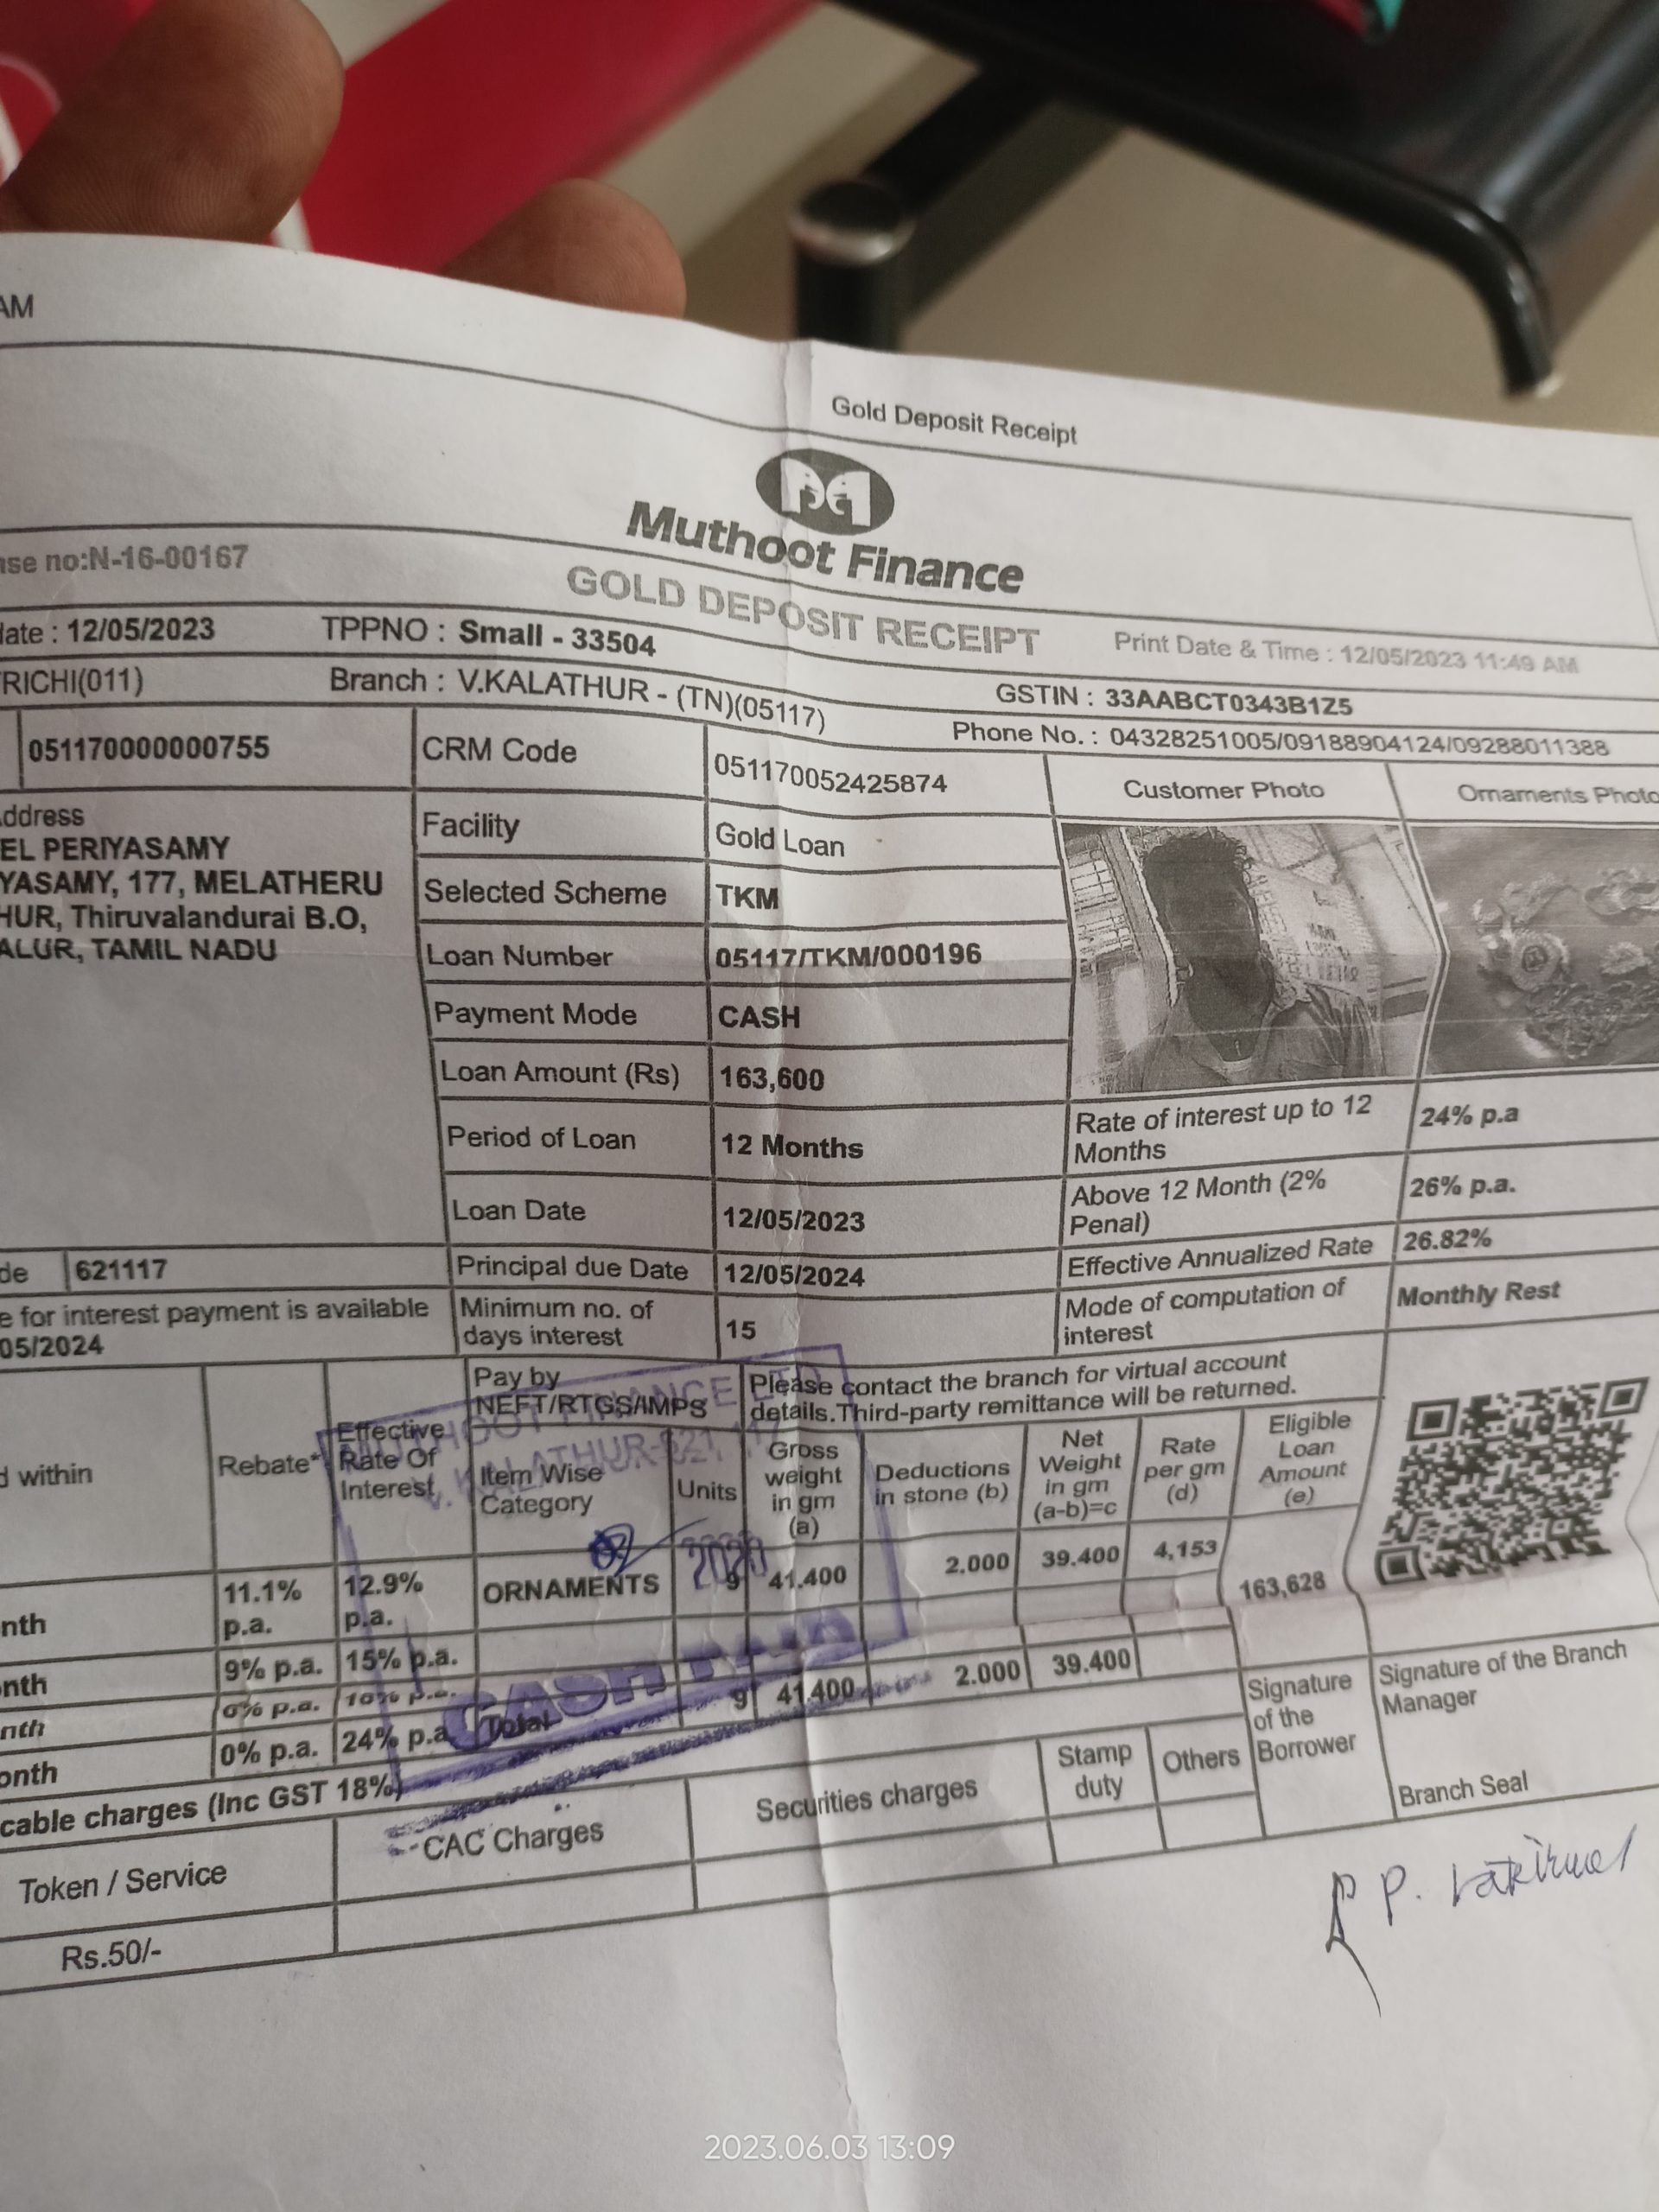 AM
Gold Deposit Receipt
Muthoot Finance
nse no:N-16-00167
GOLD DEPOSIT RECEIPT
Print Date & Time : 12/05/2023 11:49 AM
date : 12/05/2023 TPPNO : Small - 33504
GSTIN : 33AABCT0343B1Z5
RICHI(011) Branch : V.KALATHUR - (TN)(05117)
Phone No. : 04328251005/09188904124/09288011388
051170000000755 CRM Code 051170052425874 Customer Photo Ornaments Photo
ddress
EL PERIYASAMY
YASAMY, 177, MELATHERU
HUR, Thiruvalandurai B.O,
ALUR, TAMIL NADU
Facility Gold Loan
Selected Scheme TKM
Loan Number 05117/TKM/000196
Payment Mode CASH
Loan Amount (Rs) 163,600
Period of Loan 12 Months
Loan Date 12/05/2023
Rate of interest up to 12 Months 24% p.a
Above 12 Month (2% Penal) 26% p.a.
de 621117 Principal due Date 12/05/2024 Effective Annualized Rate 26.82%
e for interest payment is available
05/2024
Minimum no. of days interest 15
Mode of computation of interest Monthly Rest
Pay by NEFT/RTGS/IMPS
Please contact the branch for virtual account
details.Third-party remittance will be returned.
d within Rebate* Effective Rate Of Interest
Item Wise Category Units Gross weight in gm (a) Deductions in stone (b) Net Weight in gm (a-b)=c Rate per gm (d) Eligible Loan Amount (e)
ORNAMENTS 9 41.400 2.000 39.400 4,153 163,628
nth 11.1% p.a. 12.9% p.a.
nth 9% p.a. 15% p.a.
nth 6% p.a. 18% p.a.
onth 0% p.a. 24% p.a
Total 9 41.400 2.000 39.400
MUTHOOT FINANCE LTD
V. KALATHUR-621 117
CASH PAID
Signature of the Borrower
Signature of the Branch Manager
Branch Seal
cable charges (Inc GST 18%)
Token / Service CAC Charges Securities charges Stamp duty Others
Rs.50/-
2023.06.03 13:09